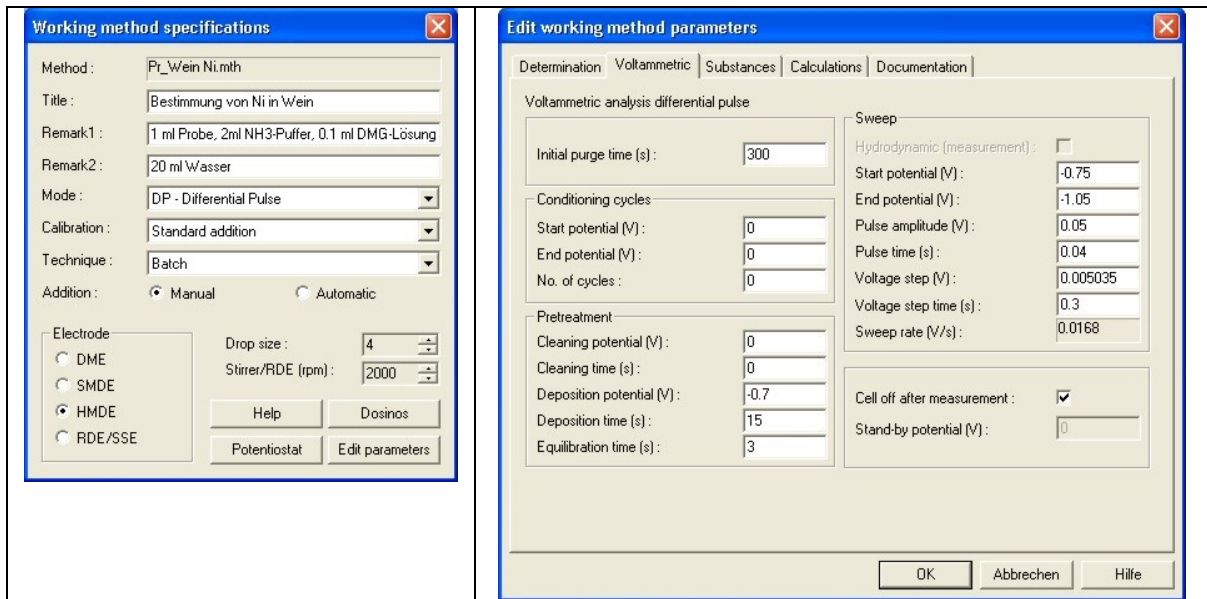 Working method specifications
Method : Pr_Wein Ni.mth
Title : Bestimmung von Ni in Wein
Remark1 : 1 ml Probe, 2ml NH3-Puffer, 0.1 ml DMG-Lösung
Remark2 : 20 ml Wasser
Mode : DP - Differential Pulse
Calibration : Standard addition
Technique : Batch
Addition : Manual Automatic
Electrode
DME
SMDE
HMDE
RDE/SSE
Drop size : 4
Stirrer/RDE (rpm) : 2000
Help Dosinos
Potentiostat Edit parameters
Edit working method parameters
Determination Voltammetric Substances Calculations Documentation
Voltammetric analysis differential pulse
Initial purge time (s) : 300
Conditioning cycles
Start potential (V) : 0
End potential (V) : 0
No. of cycles : 0
Pretreatment
Cleaning potential (V) : 0
Cleaning time (s) : 0
Deposition potential (V) : -0.7
Deposition time (s) : 15
Equilibration time (s) : 3
Sweep
Hydrodynamic (measurement) :
Start potential (V) : -0.75
End potential (V) : -1.05
Pulse amplitude (V) : 0.05
Pulse time (s) : 0.04
Voltage step (V) : 0.005035
Voltage step time (s) : 0.3
Sweep rate (V/s) : 0.0168
Cell off after measurement :
Stand-by potential (V) : 0
OK Abbrechen Hilfe